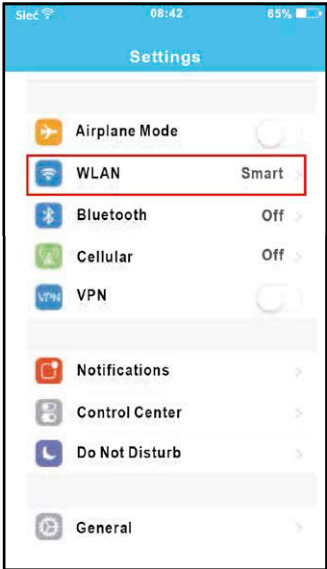 Sieć 08:42 65%
Settings
Airplane Mode
WLAN Smart
Bluetooth Off
Cellular Off
VPN VPN
Notifications
Control Center
Do Not Disturb
General